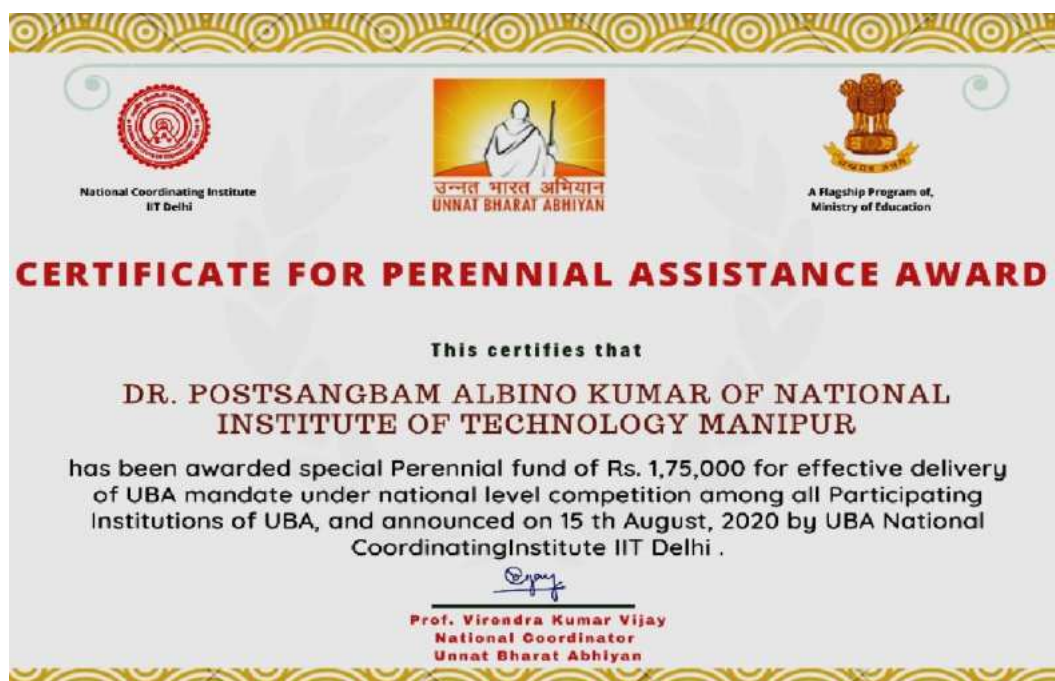 National Coordinating Institute
IIT Delhi
उन्नत भारत अभियान
UNNAT BHARAT ABHIYAN
A Flagship Program of,
Ministry of Education
CERTIFICATE FOR PERENNIAL ASSISTANCE AWARD
This certifies that
DR. POSTSANGBAM ALBINO KUMAR OF NATIONAL
INSTITUTE OF TECHNOLOGY MANIPUR
has been awarded special Perennial fund of Rs. 1,75,000 for effective delivery
of UBA mandate under national level competition among all Participating
Institutions of UBA, and announced on 15 th August, 2020 by UBA National
CoordinatingInstitute IIT Delhi .
Prof. Virendra Kumar Vijay
National Coordinator
Unnat Bharat Abhiyan